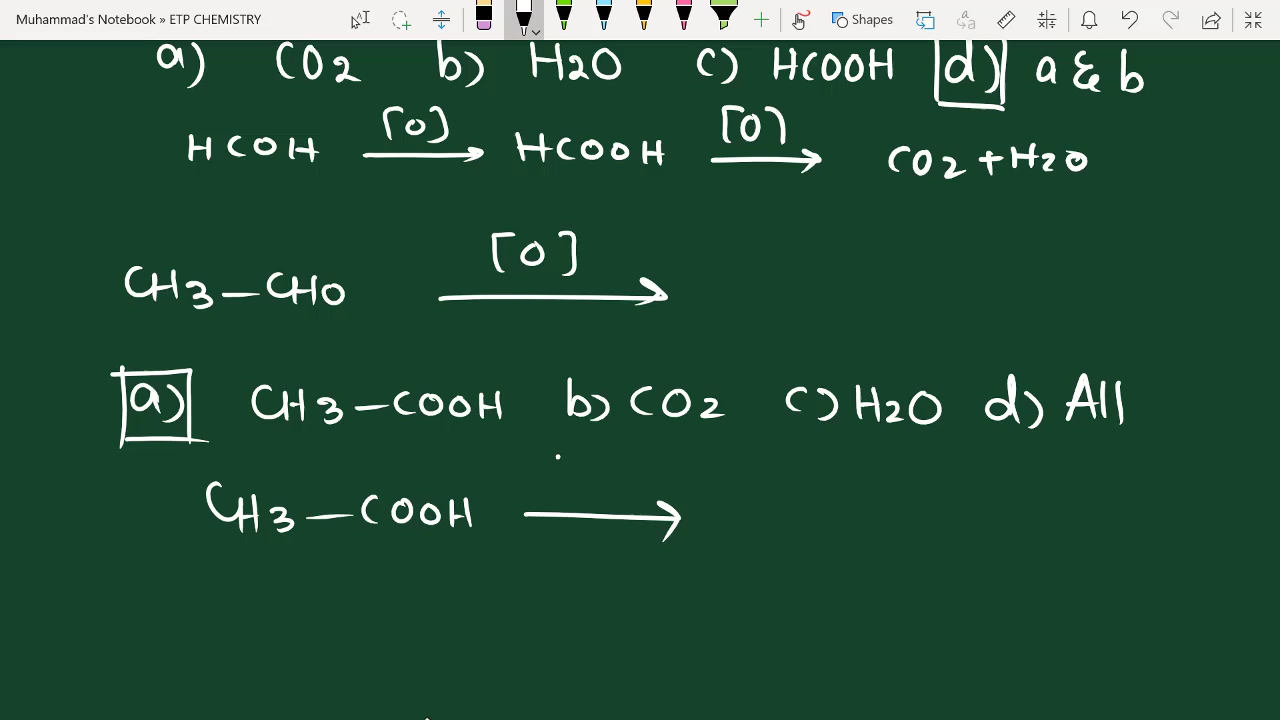 Muhammad's Notebook » ETP CHEMISTRY
Shapes
a) CO2 b) H2O c) HCOOH d) a & b
HCOH [O] → HCOOH [O] → CO2 + H2O
CH3 – CHO [O] →
a) CH3 – COOH b) CO2 c) H2O d) All
CH3 – COOH →